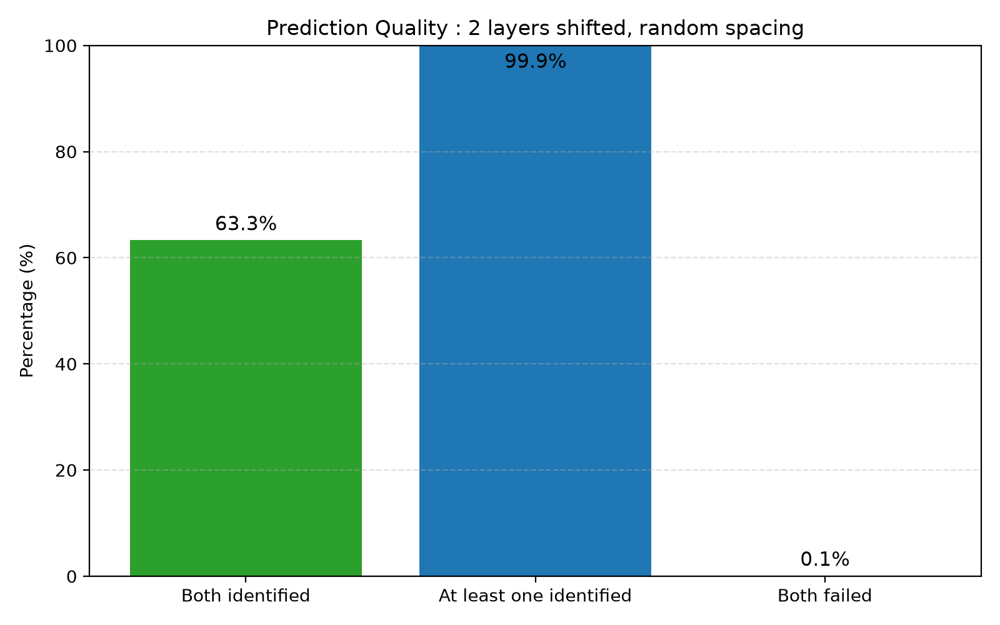 Prediction Quality : 2 layers shifted, random spacing
100
80
60
40
20
0
Percentage (%)
63.3%
99.9%
0.1%
Both identified
At least one identified
Both failed